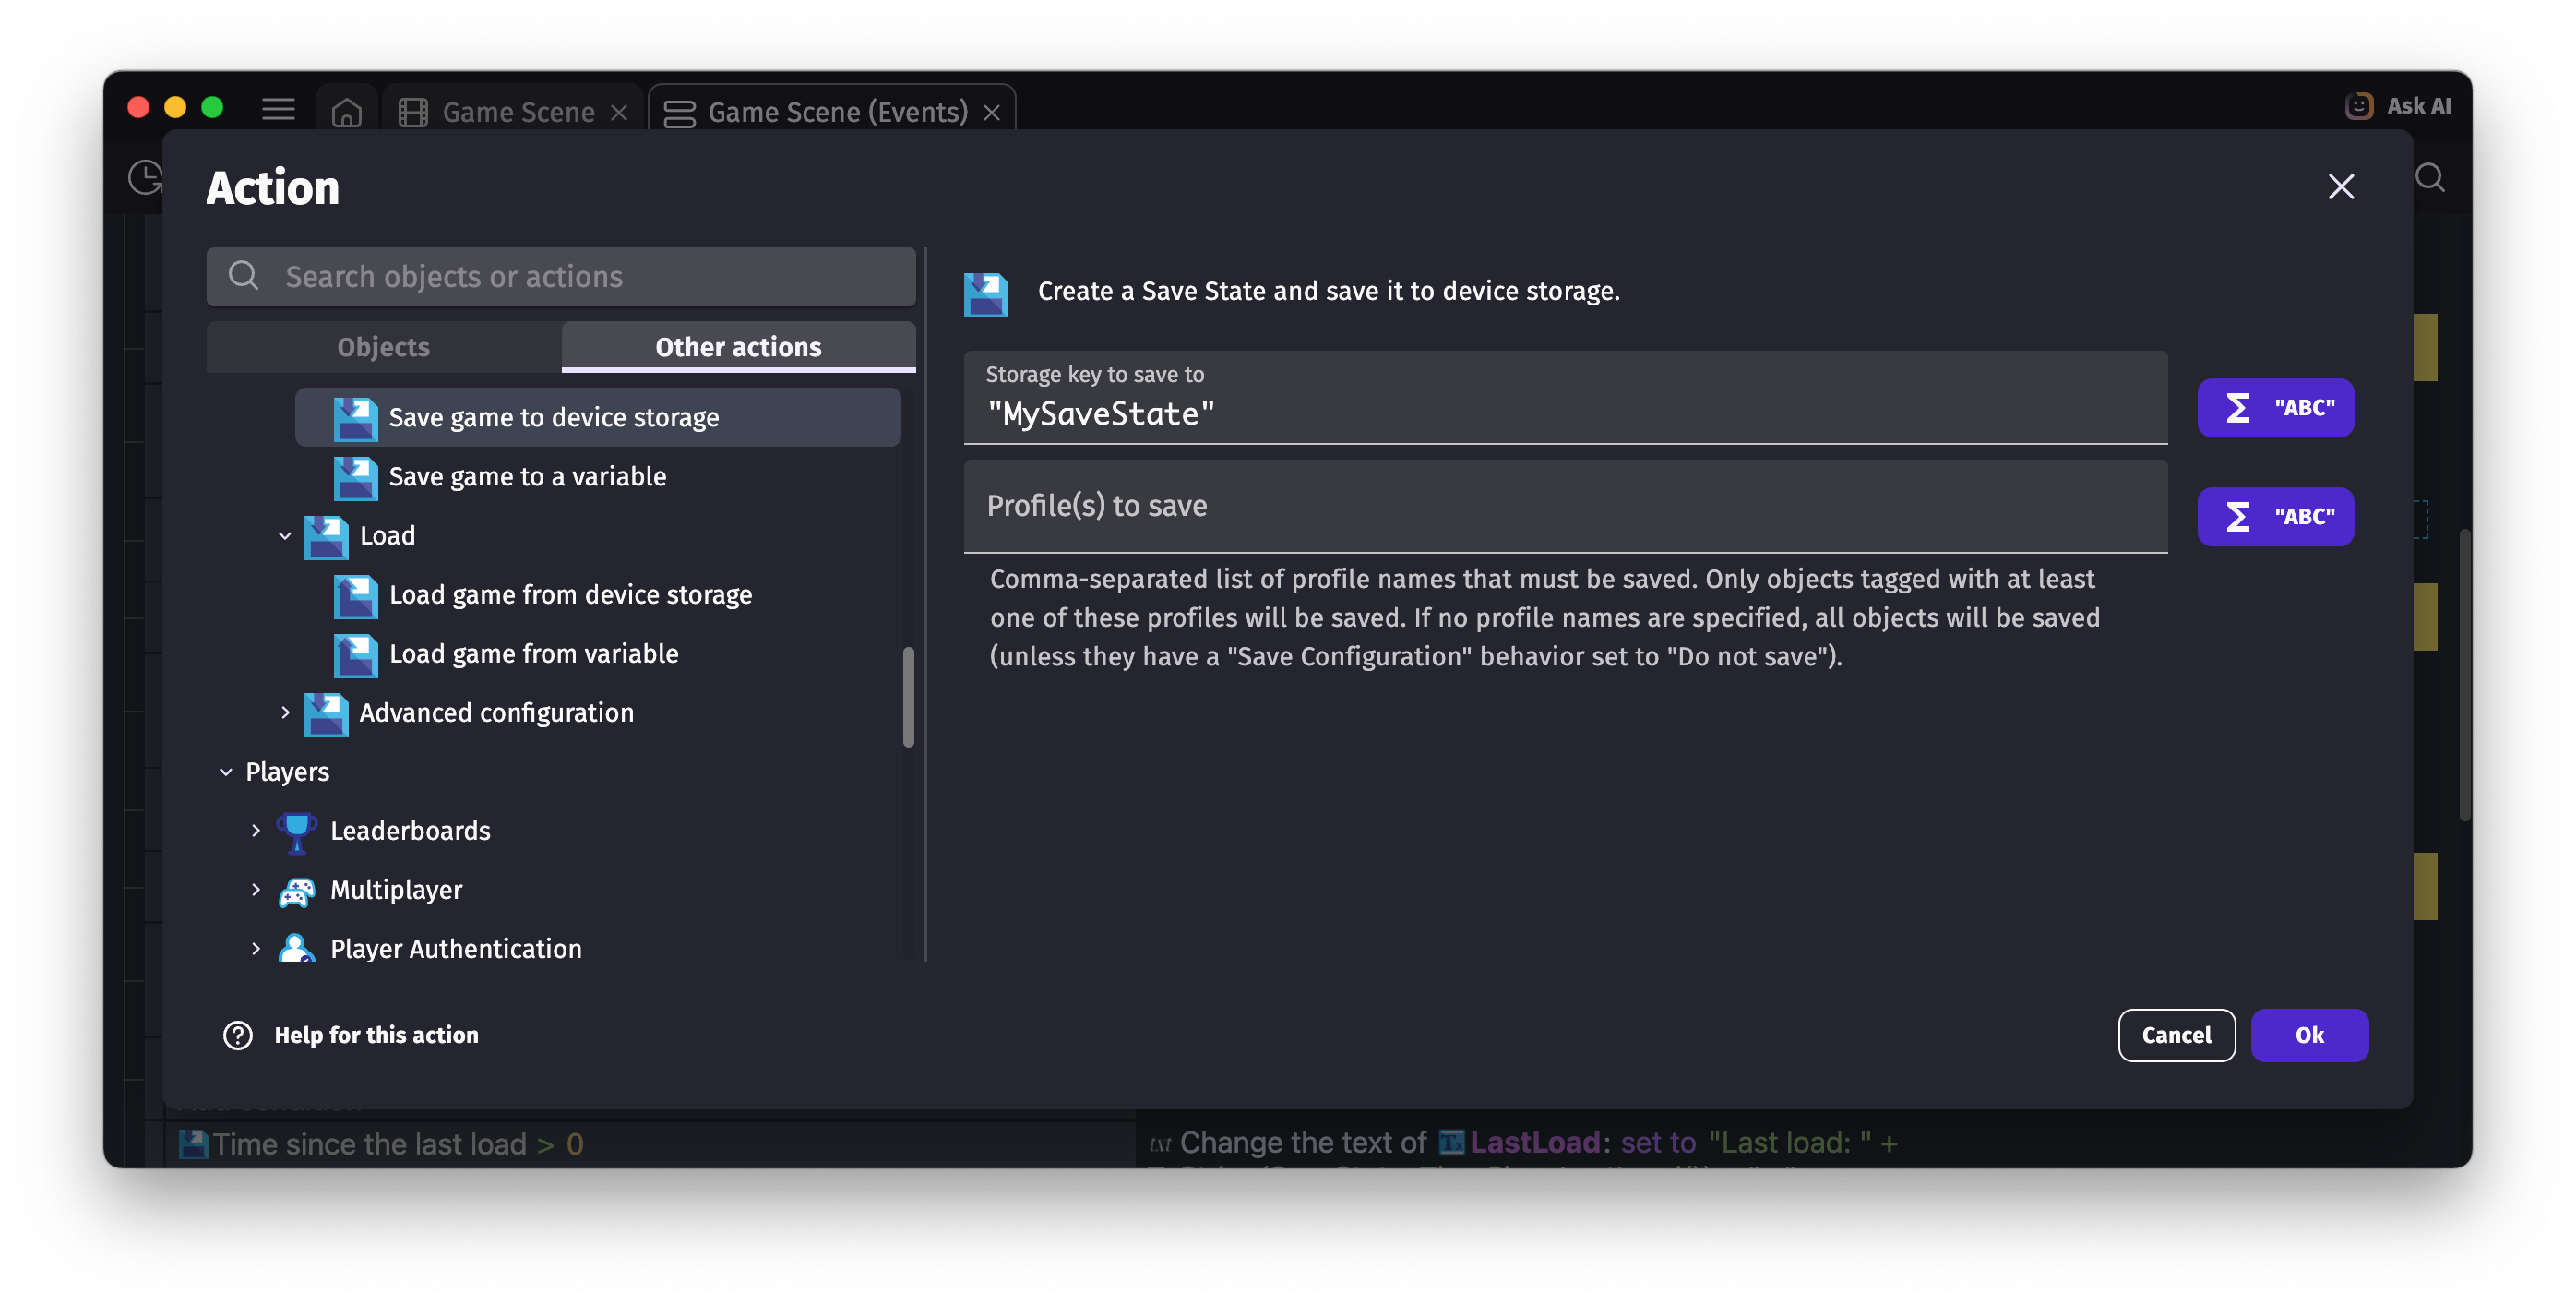 Game Scene
Game Scene (Events)
Ask AI
Action
Search objects or actions
Objects
Other actions
Save game to device storage
Save game to a variable
Load
Load game from device storage
Load game from variable
Advanced configuration
Players
Leaderboards
Multiplayer
Player Authentication
Create a Save State and save it to device storage.
Storage key to save to
"MySaveState"
Σ "ABC"
Profile(s) to save
Σ "ABC"
Comma-separated list of profile names that must be saved. Only objects tagged with at least
one of these profiles will be saved. If no profile names are specified, all objects will be saved
(unless they have a "Save Configuration" behavior set to "Do not save").
Help for this action
Cancel
Ok
Time since the last load > 0
txt Change the text of LastLoad: set to "Last load: " +